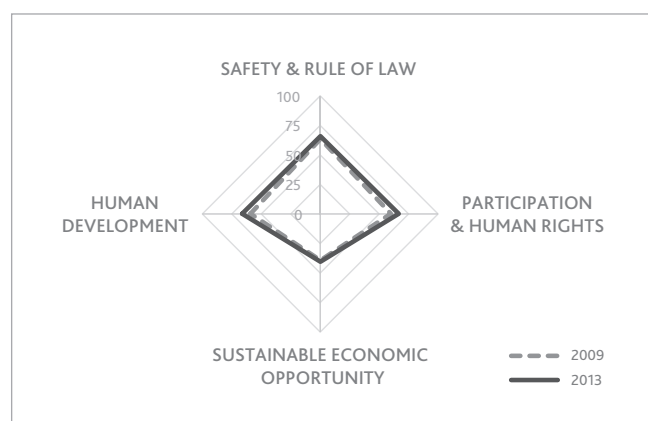 SAFETY & RULE OF LAW
100
75
50
25
0
HUMAN
DEVELOPMENT
PARTICIPATION
& HUMAN RIGHTS
SUSTAINABLE ECONOMIC
OPPORTUNITY
2009
2013